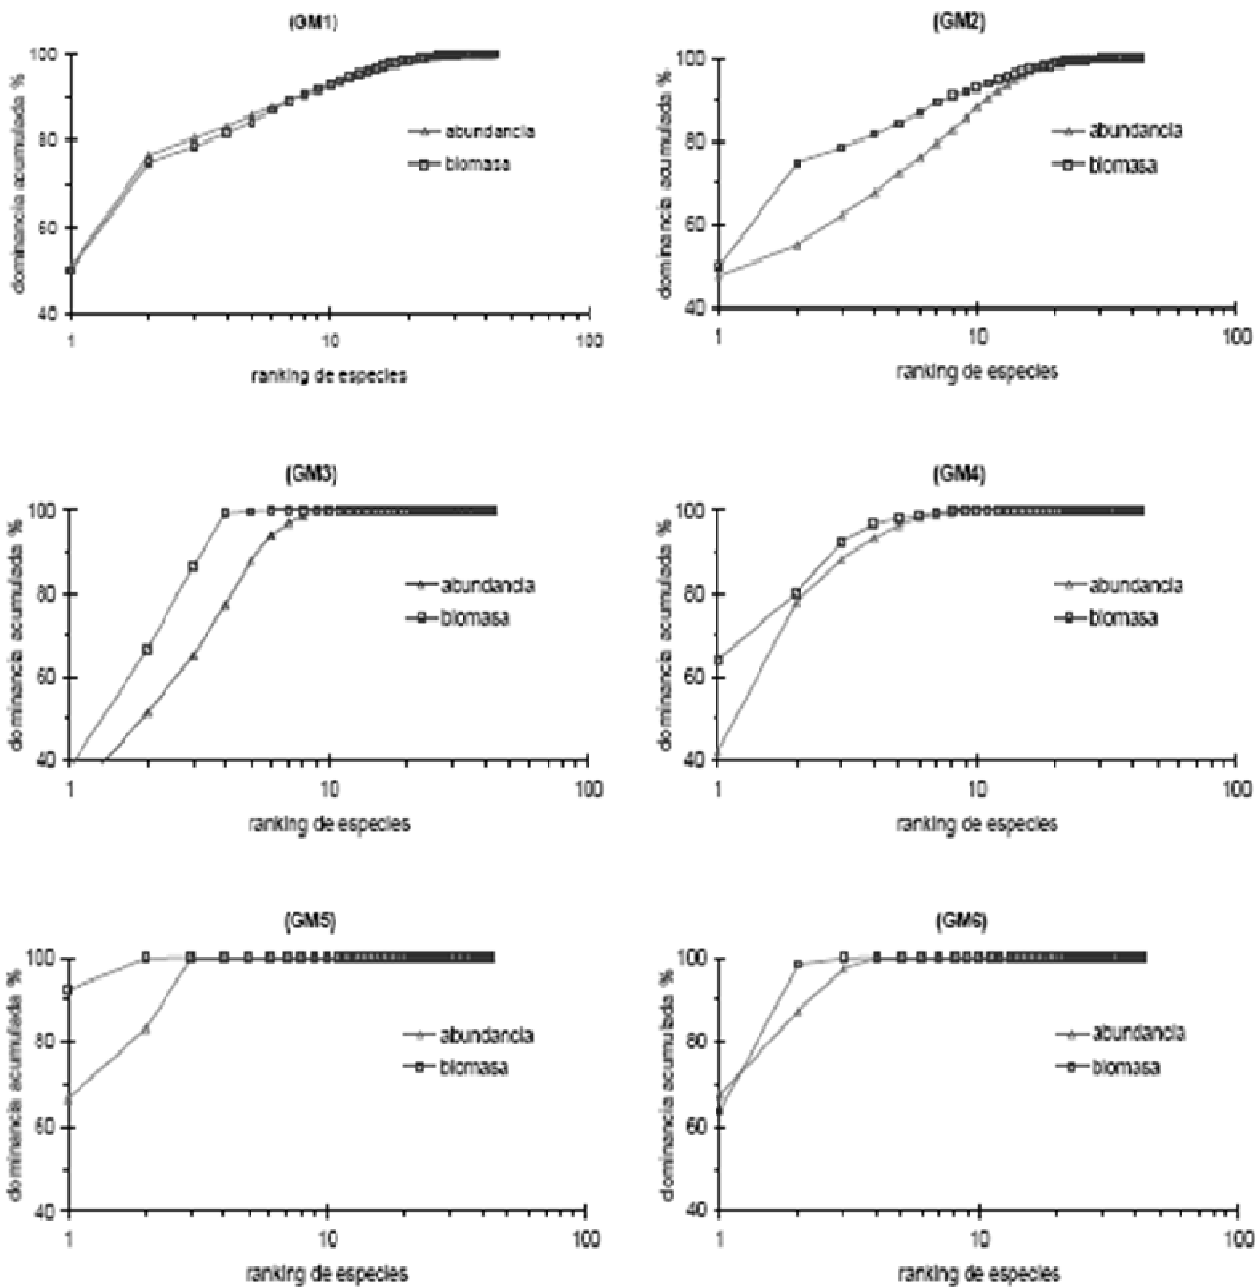 (GM1)
dominancia acumulada %
100
80
60
40
abundancia
biomasa
1
10
100
ranking de especies
(GM2)
dominancia acumulada %
100
80
60
40
abundancia
biomasa
1
10
100
ranking de especies
(GM3)
dominancia acumulada %
100
80
60
40
abundancia
biomasa
1
10
100
ranking de especies
(GM4)
dominancia acumulada %
100
80
60
40
abundancia
biomasa
1
10
100
ranking de especies
(GM5)
dominancia acumulada %
100
80
60
40
abundancia
biomasa
1
10
100
ranking de especies
(GM6)
dominancia acumulada %
100
80
60
40
abundancia
biomasa
1
10
100
ranking de especies